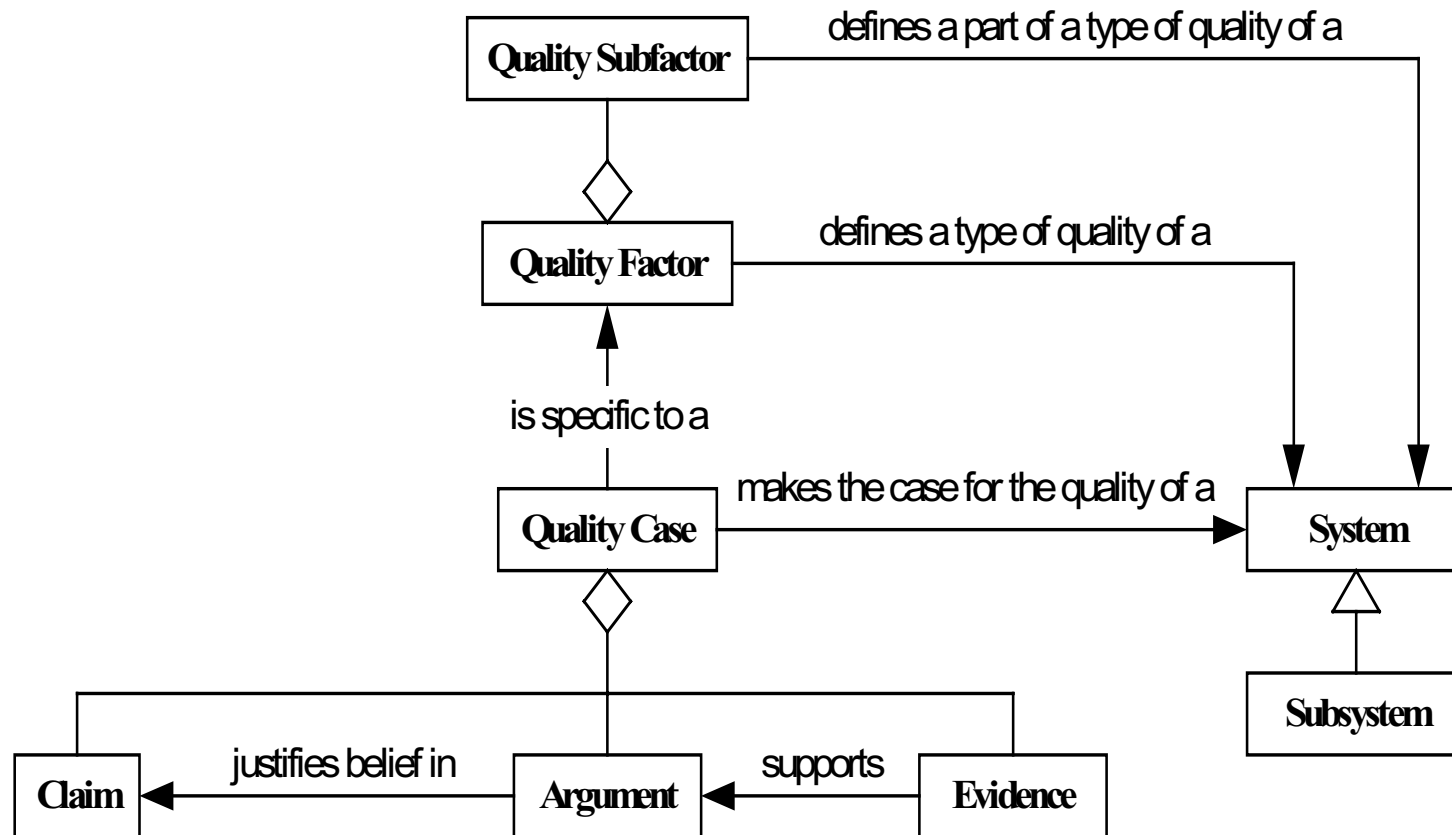 defines a part of a type of quality of a
Quality Subfactor
defines a type of quality of a
Quality Factor
is specific to a
makes the case for the quality of a
Quality Case
System
Subsystem
justifies belief in
supports
Claim
Argument
Evidence